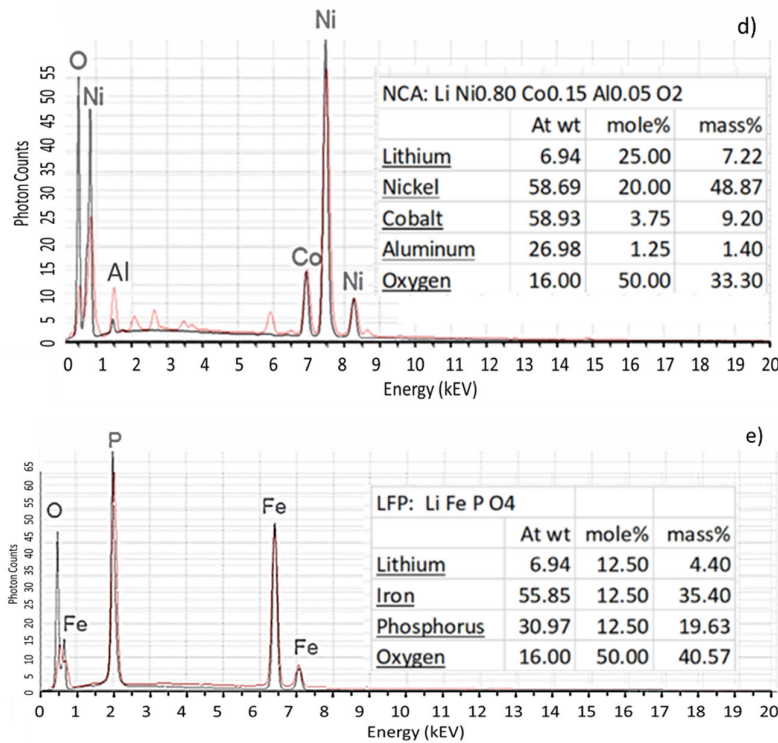 d)
Ni
O
Ni
Al
Co
Ni
Photon Counts
55
50
45
40
35
30
25
20
15
10
5
0
0 1 2 3 4 5 6 7 8 9 10 11 12 13 14 15 16 17 18 19 20
Energy (keV)
NCA: Li Ni0.80 Co0.15 Al0.05 O2
At wt mole% mass%
Lithium 6.94 25.00 7.22
Nickel 58.69 20.00 48.87
Cobalt 58.93 3.75 9.20
Aluminum 26.98 1.25 1.40
Oxygen 16.00 50.00 33.30
e)
P
O
Fe
Fe
Fe
Photon Counts
65
60
55
50
45
40
35
30
25
20
15
10
5
0
0 1 2 3 4 5 6 7 8 9 10 11 12 13 14 15 16 17 18 19 20
Energy (keV)
LFP: Li Fe P O4
At wt mole% mass%
Lithium 6.94 12.50 4.40
Iron 55.85 12.50 35.40
Phosphorus 30.97 12.50 19.63
Oxygen 16.00 50.00 40.57